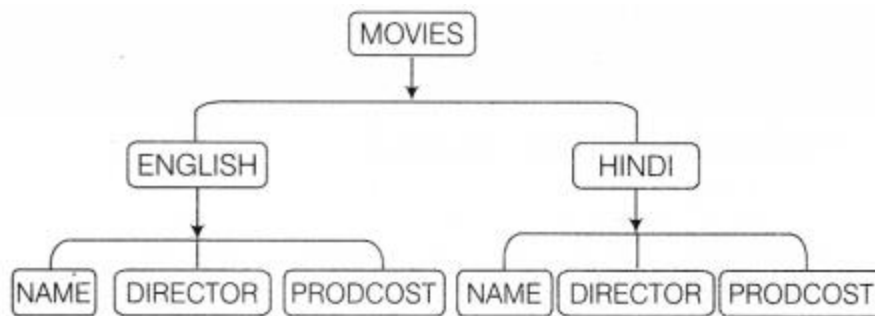 MOVIES
ENGLISH HINDI
NAME DIRECTOR PRODCOST NAME DIRECTOR PRODCOST